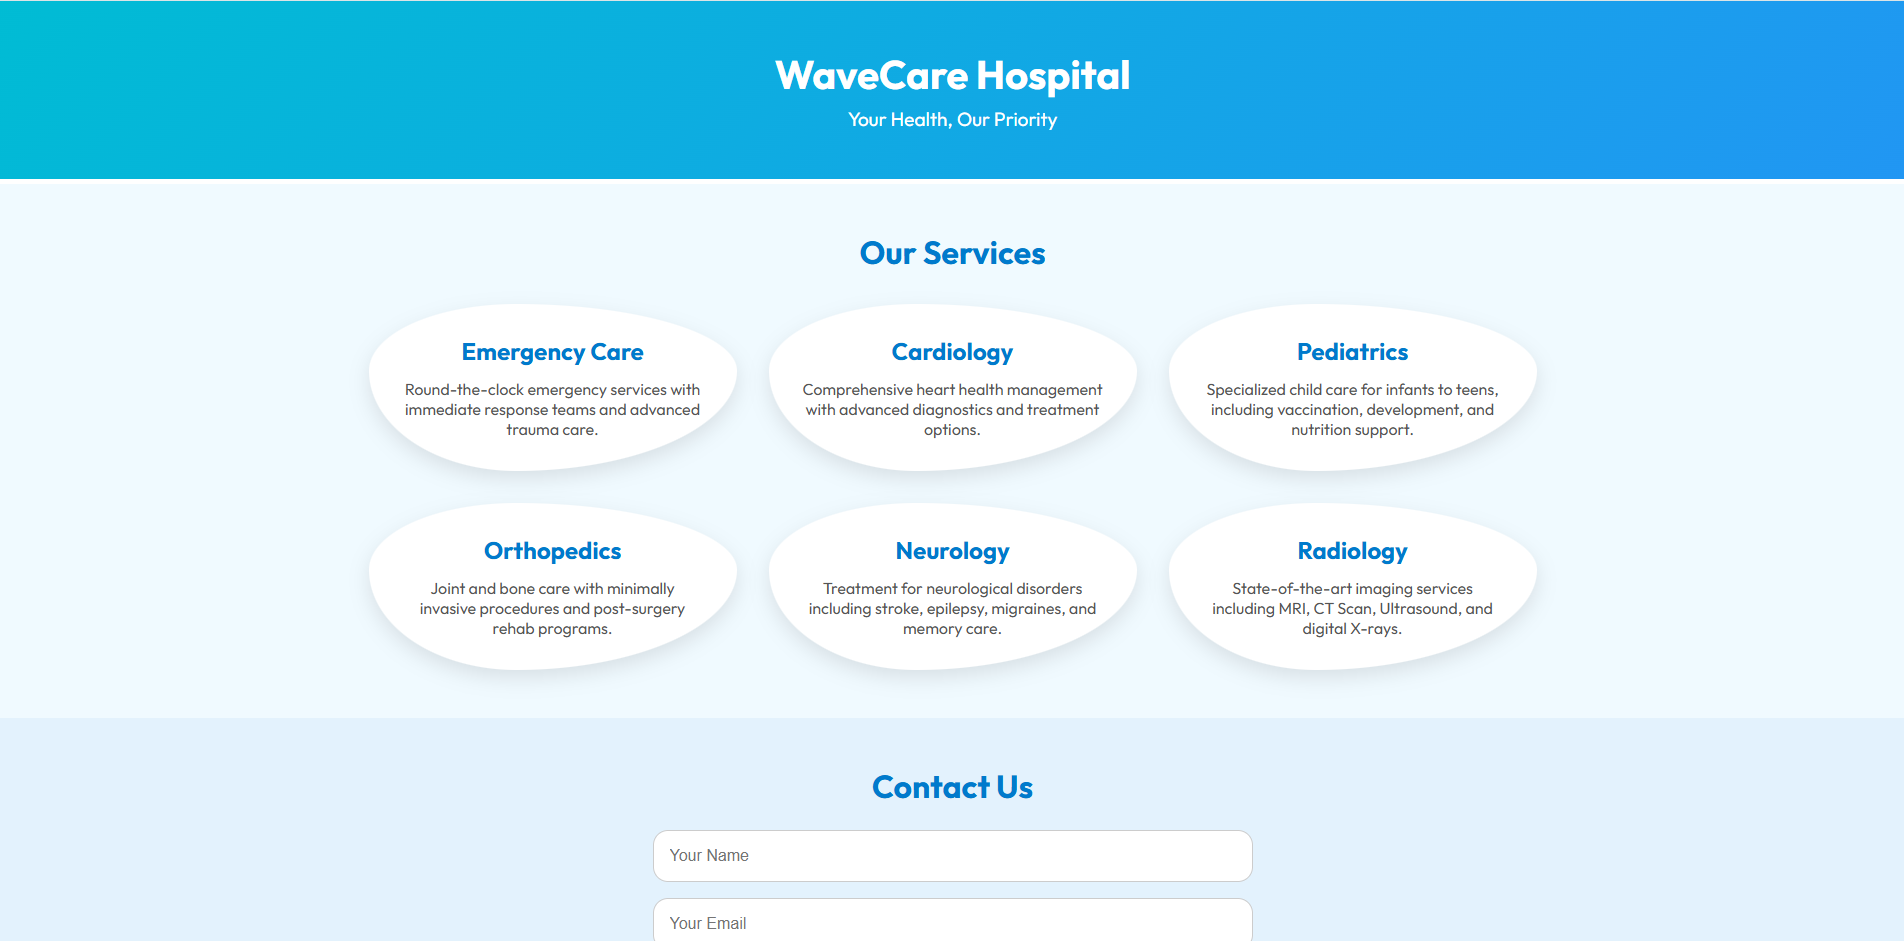 WaveCare Hospital
Your Health, Our Priority
Our Services
Emergency Care
Round-the-clock emergency services with
immediate response teams and advanced
trauma care.
Cardiology
Comprehensive heart health management
with advanced diagnostics and treatment
options.
Pediatrics
Specialized child care for infants to teens,
including vaccination, development, and
nutrition support.
Orthopedics
Joint and bone care with minimally
invasive procedures and post-surgery
rehab programs.
Neurology
Treatment for neurological disorders
including stroke, epilepsy, migraines, and
memory care.
Radiology
State-of-the-art imaging services
including MRI, CT Scan, Ultrasound, and
digital X-rays.
Contact Us
Your Name
Your Email